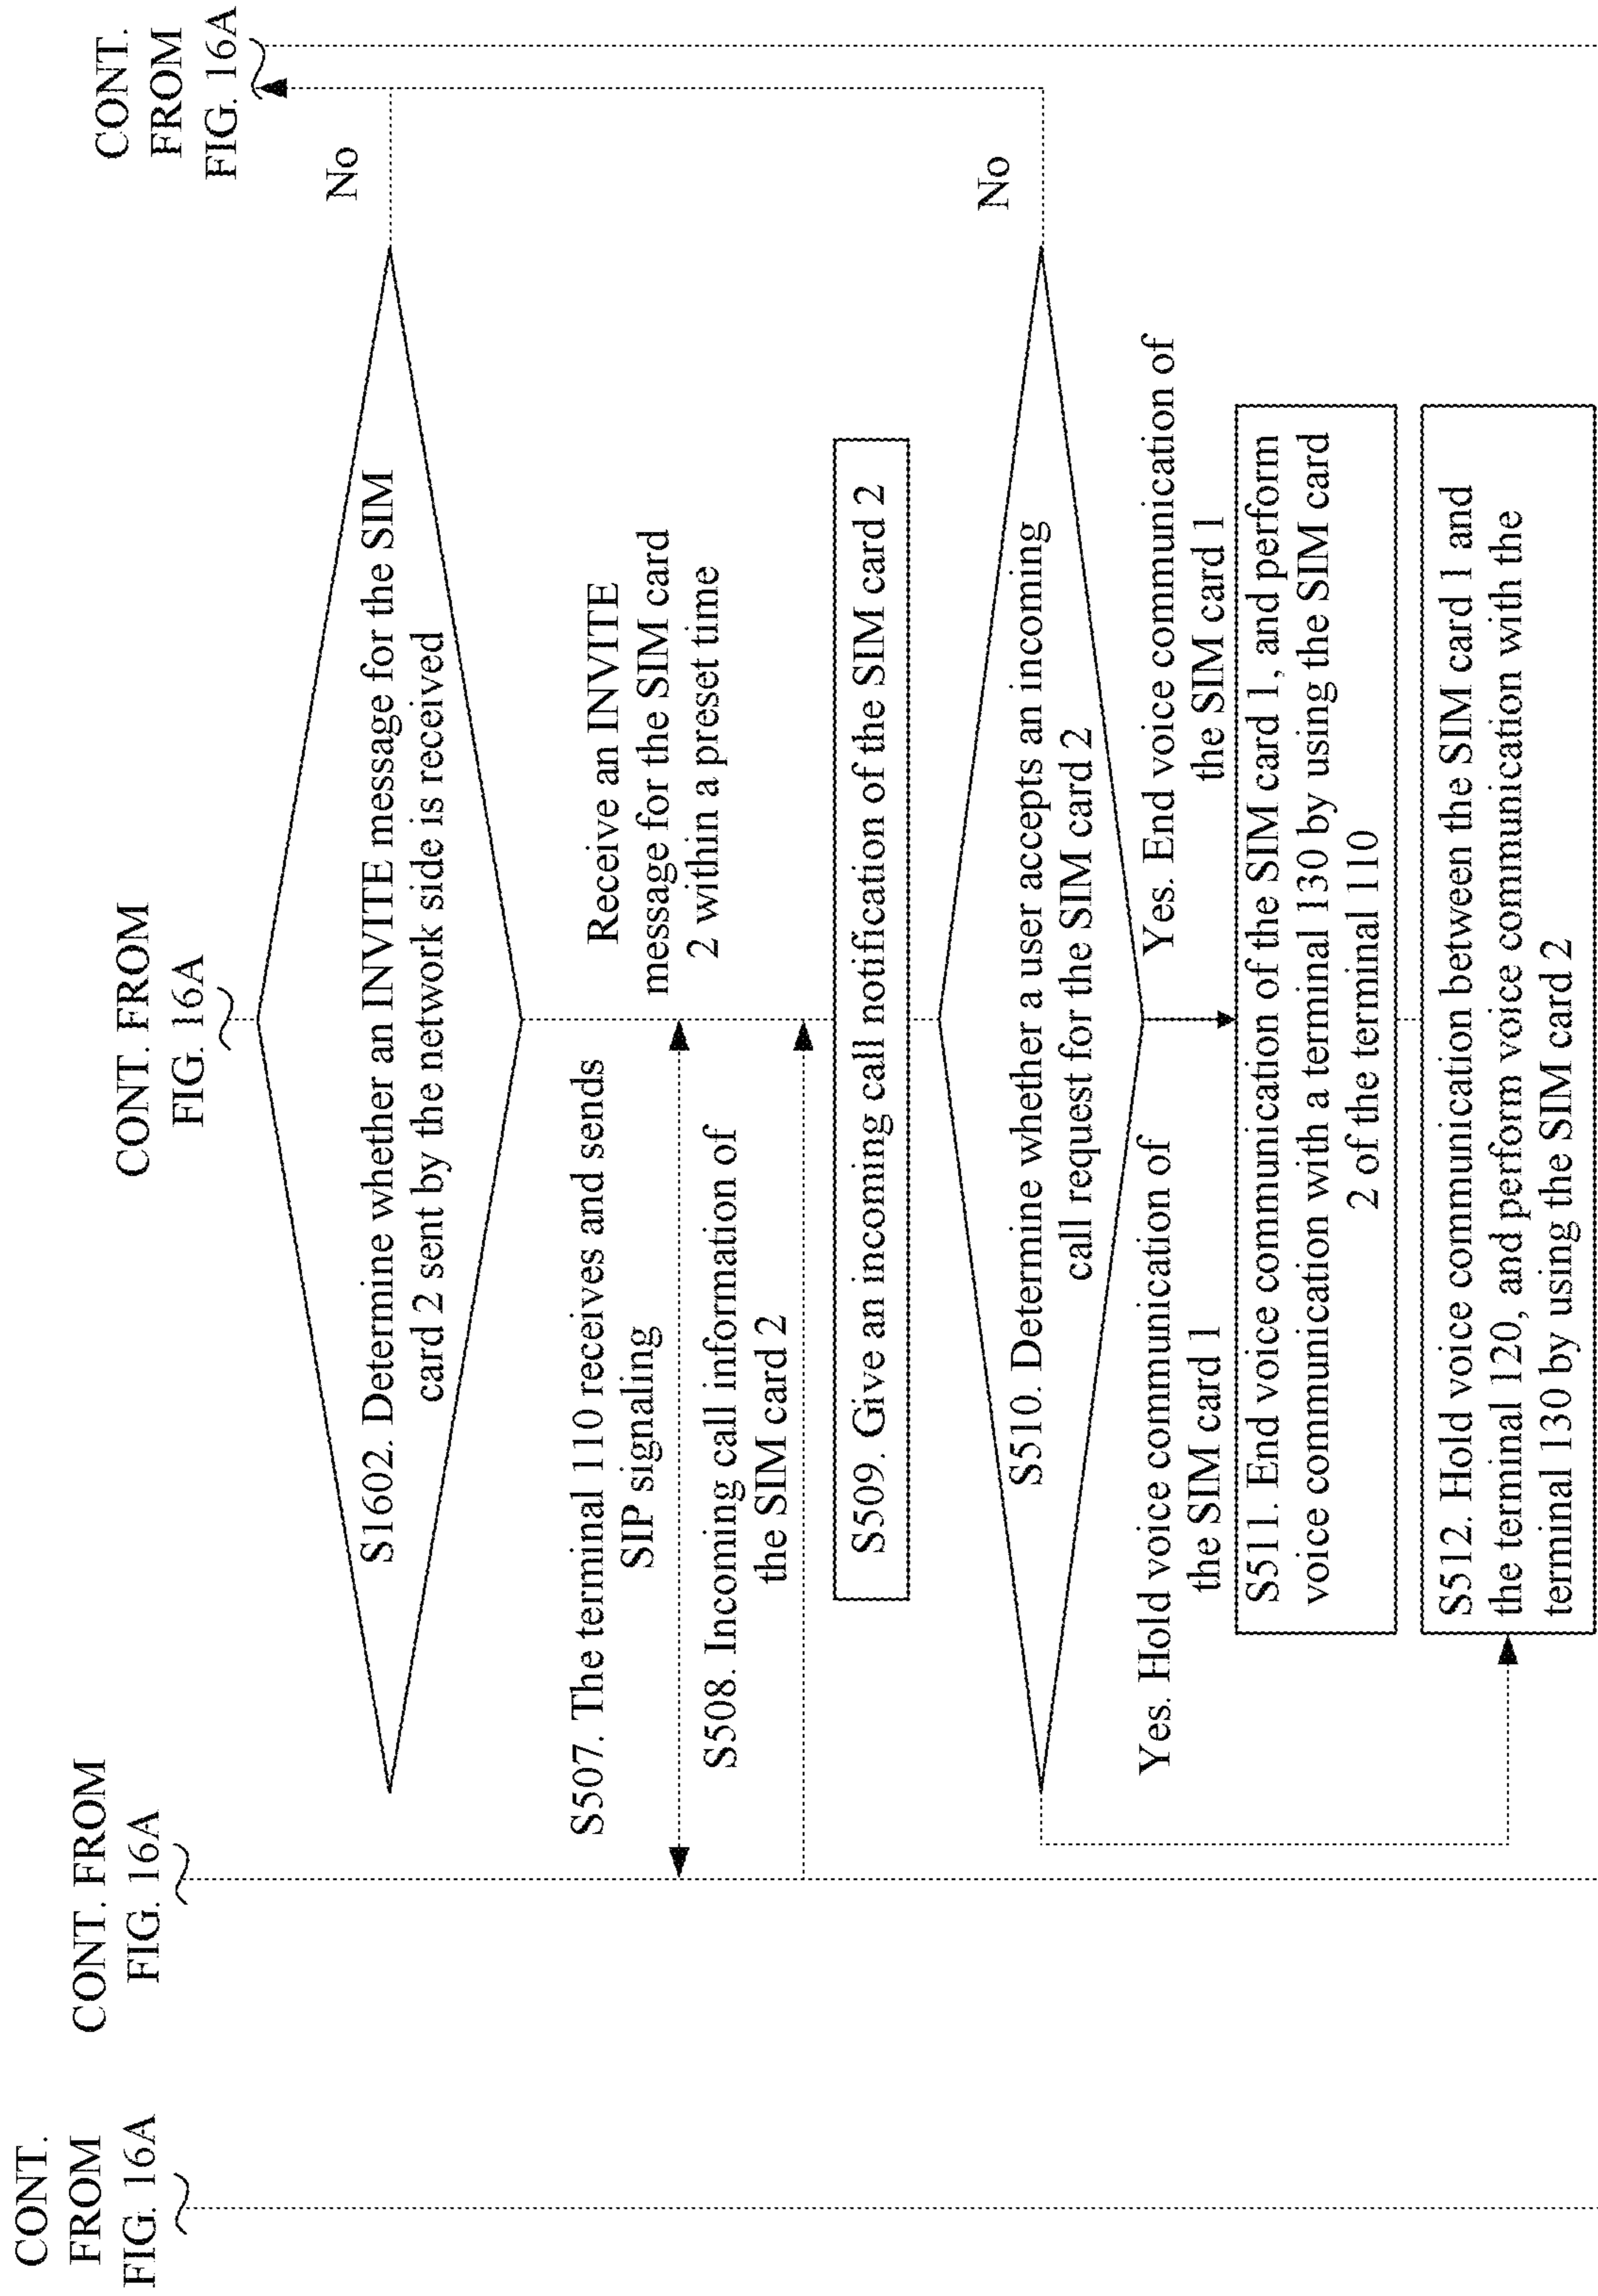 CONT.
FROM
FIG. 16A
CONT. FROM
FIG. 16A
CONT. FROM
FIG. 16A
CONT.
FROM
FIG. 16A
S1602. Determine whether an INVITE message for the SIM
card 2 sent by the network side is received
No
S507. The terminal 110 receives and sends
SIP signaling
Receive an INVITE
message for the SIM card
2 within a preset time
S508. Incoming call information of
the SIM card 2
S509. Give an incoming call notification of the SIM card 2
S510. Determine whether a user accepts an incoming
call request for the SIM card 2
No
Yes. Hold voice communication of
the SIM card 1
Yes. End voice communication of
the SIM card 1
S511. End voice communication of the SIM card 1, and perform
voice communication with a terminal 130 by using the SIM card
2 of the terminal 110
S512. Hold voice communication between the SIM card 1 and
the terminal 120, and perform voice communication with the
terminal 130 by using the SIM card 2